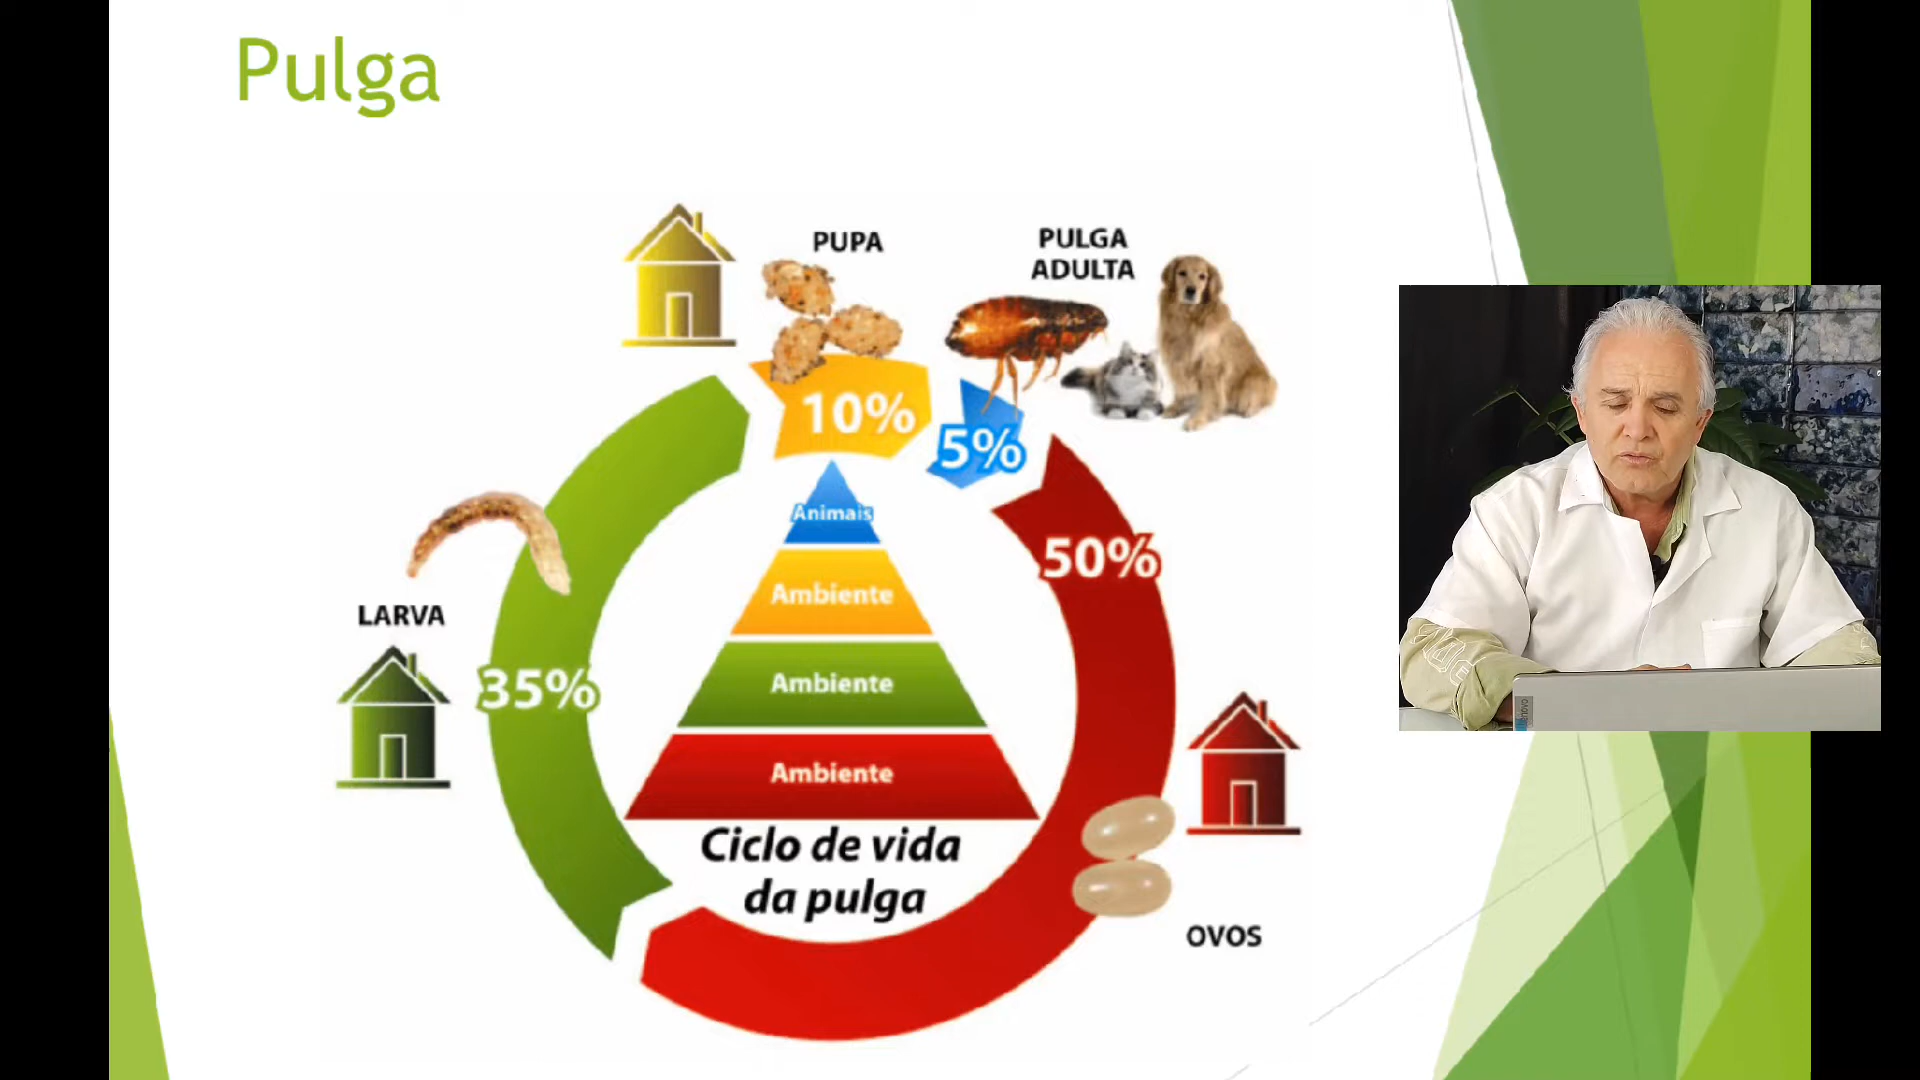 Pulga
PUPA
PULGA
ADULTA
10%
5%
Animais
50%
Ambiente
LARVA
35%
Ambiente
Ambiente
Ciclo de vida
da pulga
OVOS